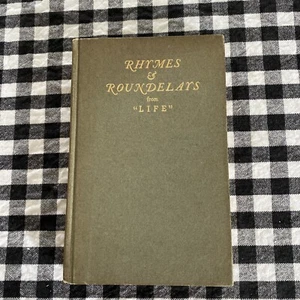 RHYMES
&
ROUNDELAYS
from
"LIFE"